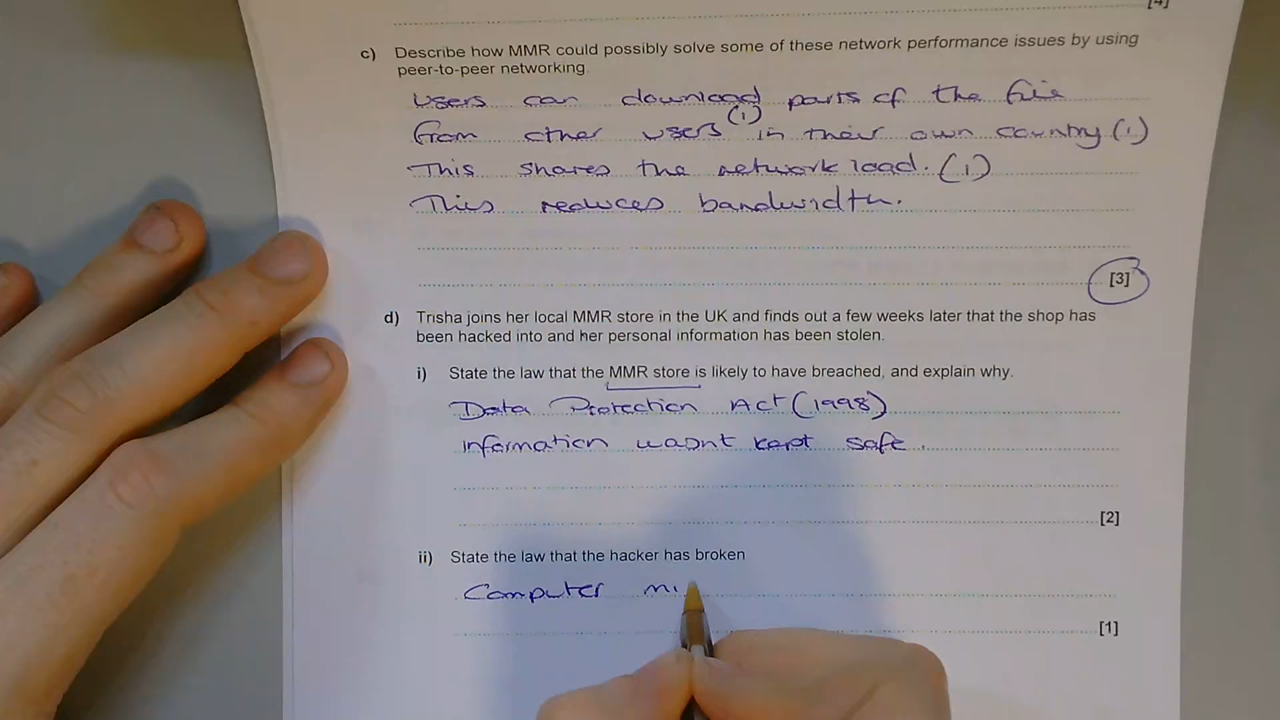 [4]
c) Describe how MMR could possibly solve some of these network performance issues by using
peer-to-peer networking.
Users can download parts of the file
from other users (1) in their own country (1)
This shares the network load. (1)
This reduces bandwidth.
[3]
d) Trisha joins her local MMR store in the UK and finds out a few weeks later that the shop has
been hacked into and her personal information has been stolen.
i) State the law that the MMR store is likely to have breached, and explain why.
Data Protection Act (1998)
Information wasnt kept safe.
[2]
ii) State the law that the hacker has broken
Computer mi
[1]